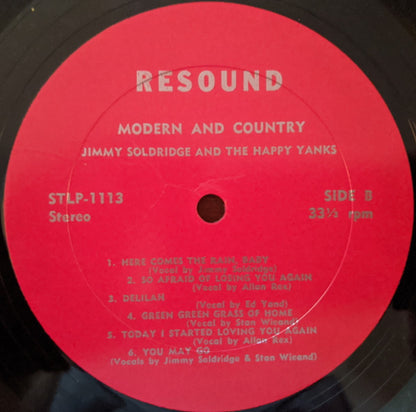 RESOUND
MODERN AND COUNTRY
JIMMY SOLDRIDGE AND THE HAPPY YANKS
STLP-1113 SIDE B
Stereo 33⅓ rpm
1. HERE COMES THE RAIN, BABY
(Vocal by Jimmy Soldridge)
2. SO AFRAID OF LOSING YOU AGAIN
(Vocal by Allan Rex)
3. DELILAH
(Vocal by Ed Yoad)
4. GREEN GREEN GRASS OF HOME
(Vocal by Stan Wicand)
5. TODAY I STARTED LOVING YOU AGAIN
(Vocal by Allan Rex)
6. YOU MAY GO
(Vocals by Jimmy Soldridge & Stan Wicand)